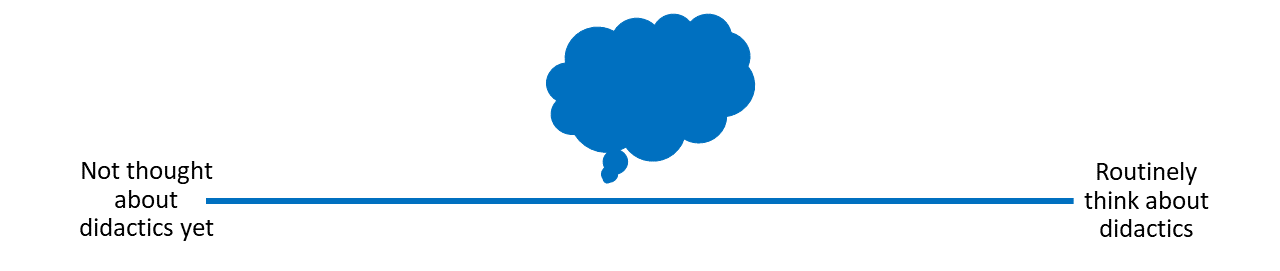 Not thought
about
didactics yet
Routinely
think about
didactics